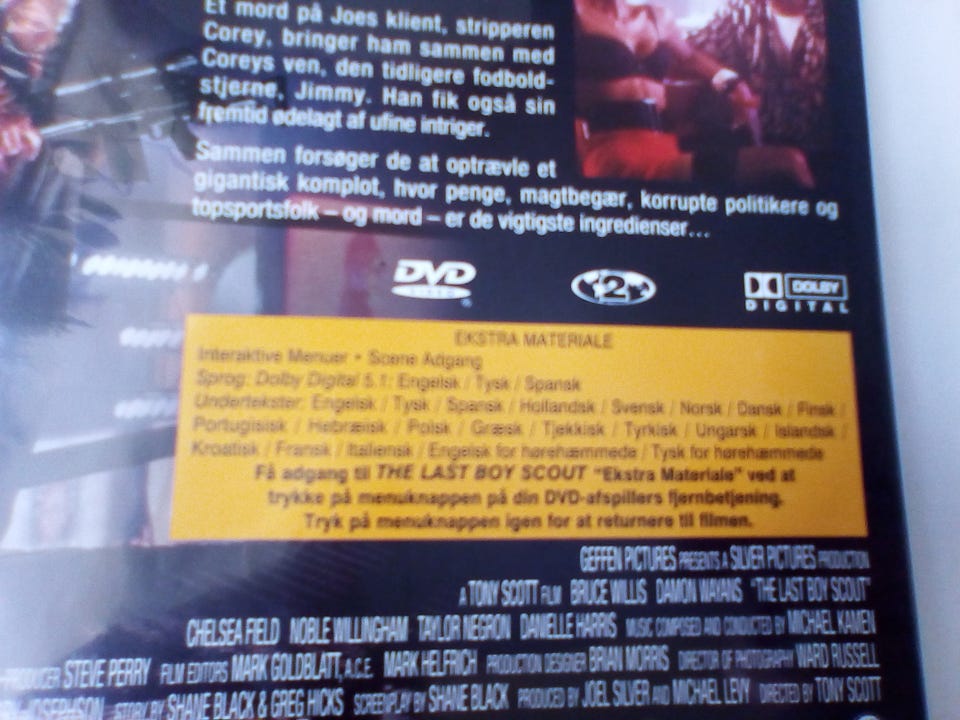 Et mord på Joes klient, stripperen
Corey, bringer ham sammen med
Coreys ven, den tidligere fodbold-
stjerne, Jimmy. Han fik også sin
fremtid ødelagt af ufine intriger.
Sammen forsøger de at optrævle et
gigantisk komplot, hvor penge, magtbegær, korrupte politikere og
topsportsfolk – og mord – er de vigtigste ingredienser...
DVD
VIDEO
2
DOLBY
DIGITAL
EKSTRA MATERIALE
Interaktive Menuer • Scene Adgang
Sprog: Dolby Digital 5.1: Engelsk / Tysk / Spansk
Undertekster: Engelsk / Tysk / Spansk / Hollandsk / Svensk / Norsk / Dansk / Finsk /
Portugisisk / Hebræisk / Polsk / Græsk / Tjekkisk / Tyrkisk / Ungarsk / Islandsk /
Kroatisk / Fransk / Italiensk / Engelsk for hørehæmmede / Tysk for hørehæmmede
Få adgang til THE LAST BOY SCOUT "Ekstra Materiale" ved at
trykke på menuknappen på din DVD-afspillers fjernbetjening.
Tryk på menuknappen igen for at returnere til filmen.
GEFFEN PICTURES PRESENTS A SILVER PICTURES PRODUCTION
A TONY SCOTT FILM BRUCE WILLIS DAMON WAYANS "THE LAST BOY SCOUT"
CHELSEA FIELD NOBLE WILLINGHAM TAYLOR NEGRON DANIELLE HARRIS MUSIC COMPOSED AND CONDUCTED BY MICHAEL KAMEN
PRODUCER STEVE PERRY FILM EDITORS MARK GOLDBLATT, A.C.E. MARK HELFRICH PRODUCTION DESIGNER BRIAN MORRIS DIRECTOR OF PHOTOGRAPHY WARD RUSSELL
STORY BY SHANE BLACK & GREG HICKS SCREENPLAY BY SHANE BLACK PRODUCED BY JOEL SILVER AND MICHAEL LEVY DIRECTED BY TONY SCOTT